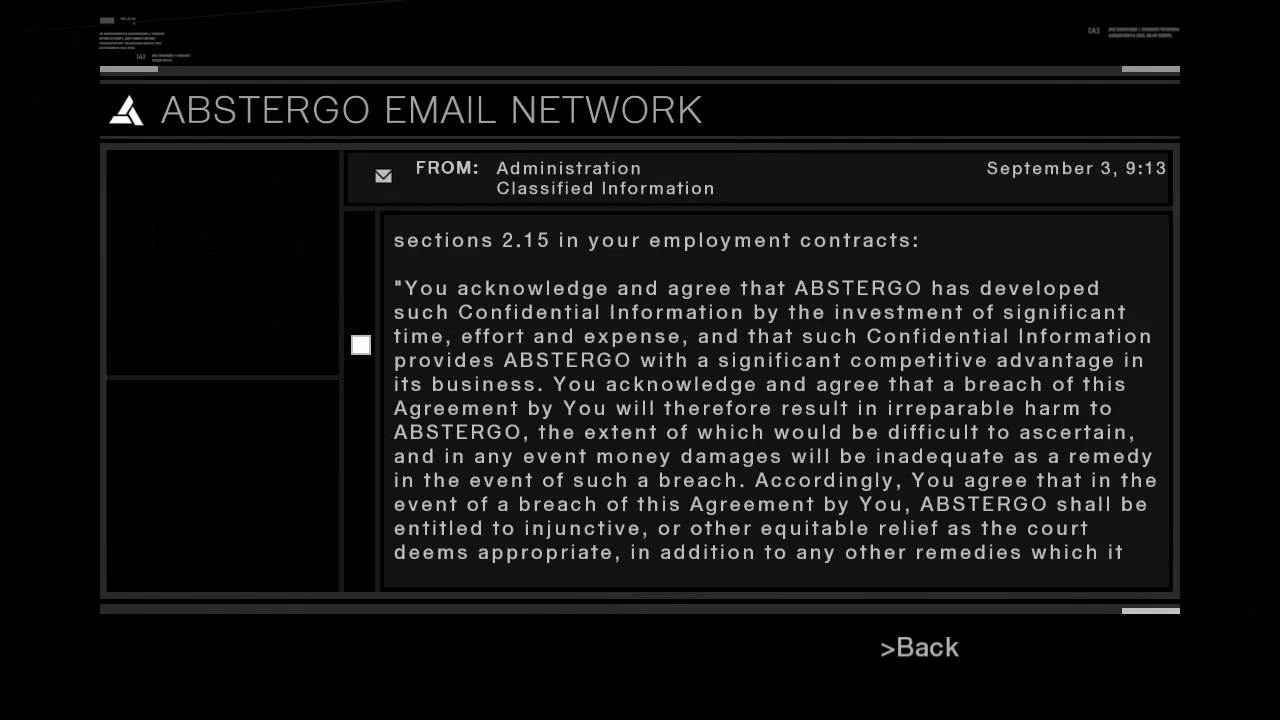 ABSTERGO EMAIL NETWORK
FROM: Administration September 3, 9:13
Classified Information
sections 2.15 in your employment contracts:
"You acknowledge and agree that ABSTERGO has developed
such Confidential Information by the investment of significant
time, effort and expense, and that such Confidential Information
provides ABSTERGO with a significant competitive advantage in
its business. You acknowledge and agree that a breach of this
Agreement by You will therefore result in irreparable harm to
ABSTERGO, the extent of which would be difficult to ascertain,
and in any event money damages will be inadequate as a remedy
in the event of such a breach. Accordingly, You agree that in the
event of a breach of this Agreement by You, ABSTERGO shall be
entitled to injunctive, or other equitable relief as the court
deems appropriate, in addition to any other remedies which it
>Back